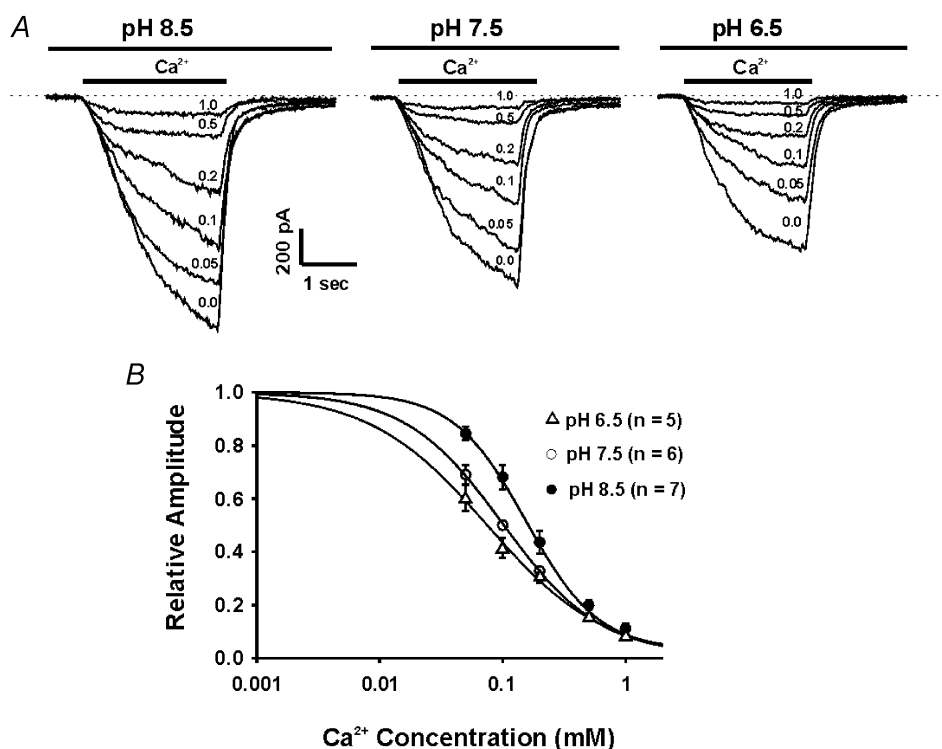 A
pH 8.5
pH 7.5
pH 6.5
Ca²⁺
Ca²⁺
Ca²⁺
1.0
0.5
0.2
0.1
0.05
0.0
1.0
0.5
0.2
0.1
0.05
0.0
1.0
0.5
0.2
0.1
0.05
0.0
200 pA
1 sec
B
Relative Amplitude
1.0
0.8
0.6
0.4
0.2
0.0
pH 6.5 (n = 5)
pH 7.5 (n = 6)
pH 8.5 (n = 7)
0.001
0.01
0.1
1
Ca²⁺ Concentration (mM)